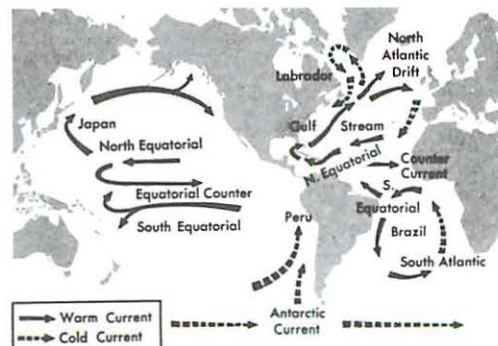 North
Atlantic
Drift
Labrador
Japan
Gulf Stream
North Equatorial
N. Equatorial
Counter
Current
Equatorial Counter
S.
Equatorial
South Equatorial
Peru
Brazil
South Atlantic
Warm Current
Cold Current
Antarctic
Current